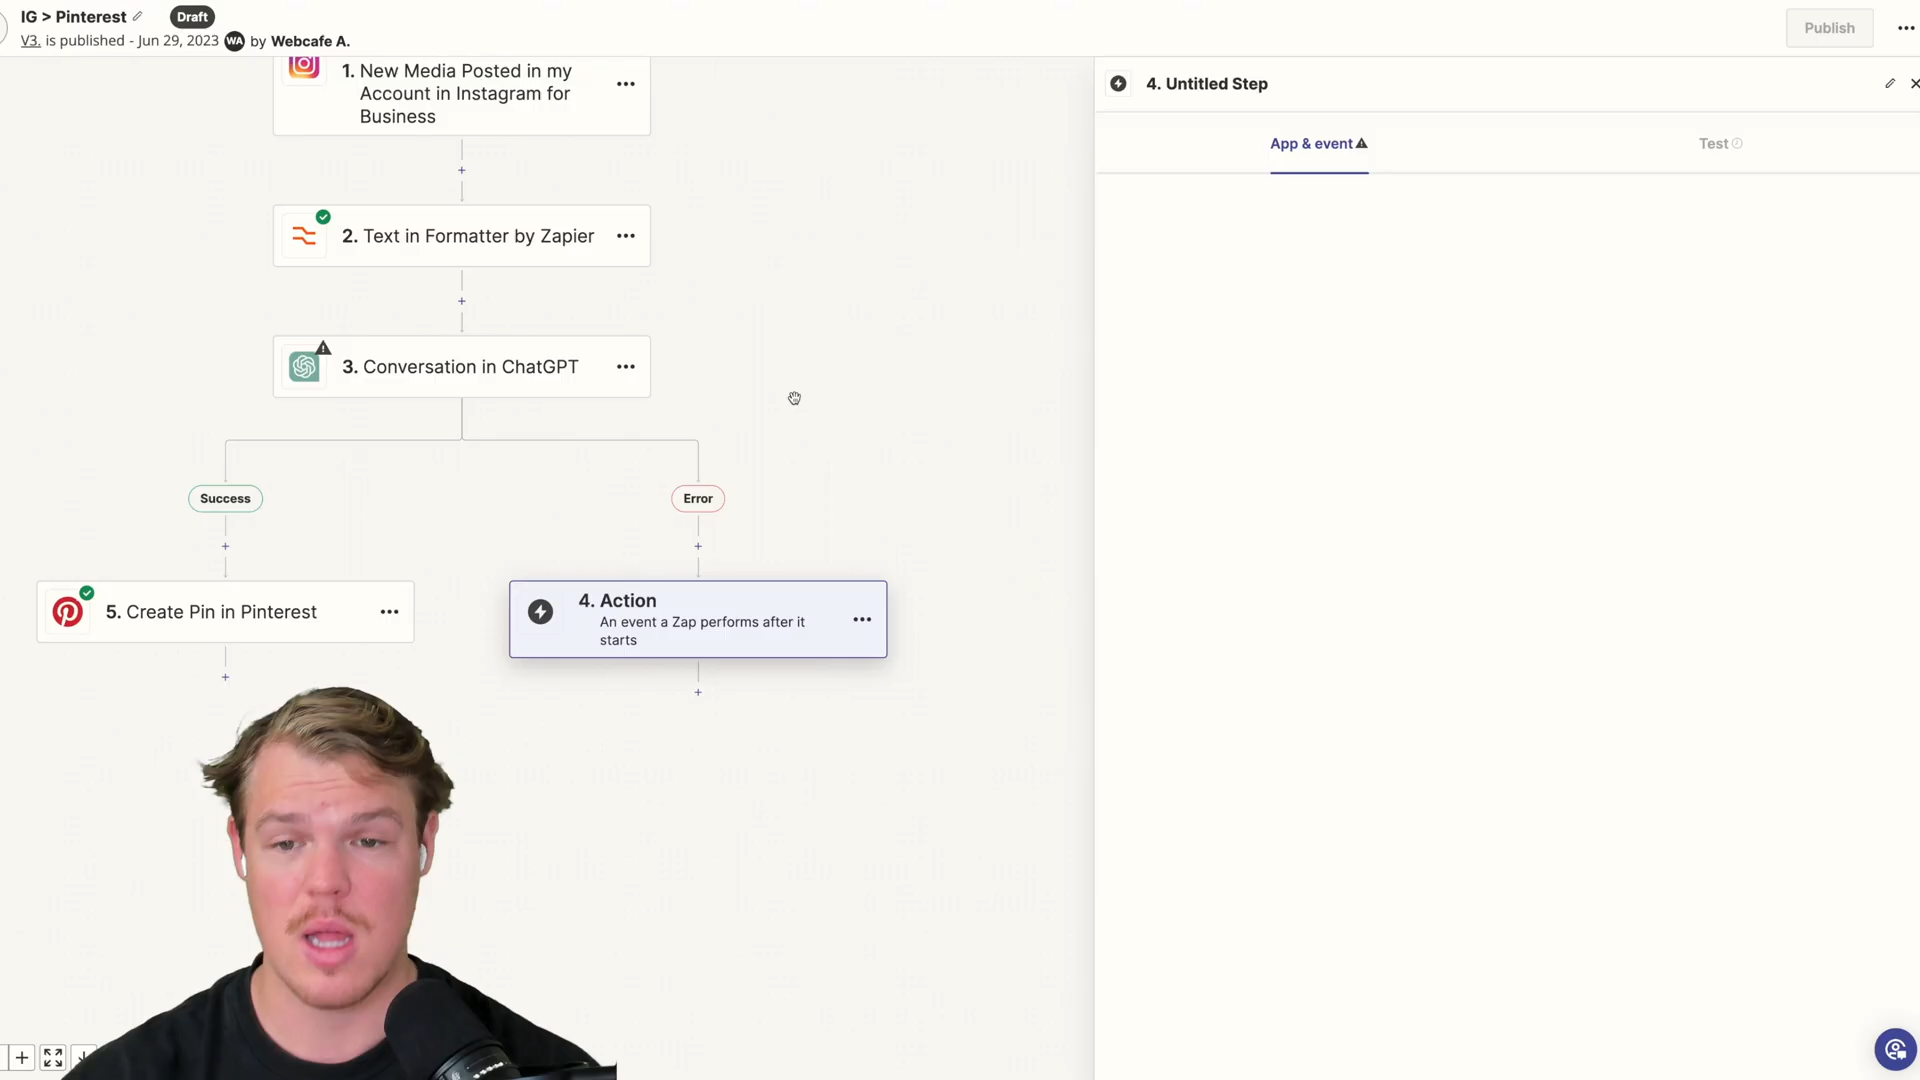 IG > Pinterest
Draft
V3. is published - Jun 29, 2023 WA by Webcafe A.
Publish
1. New Media Posted in my
Account in Instagram for
Business
2. Text in Formatter by Zapier
3. Conversation in ChatGPT
Success
Error
5. Create Pin in Pinterest
4. Action
An event a Zap performs after it
starts
4. Untitled Step
App & event
Test